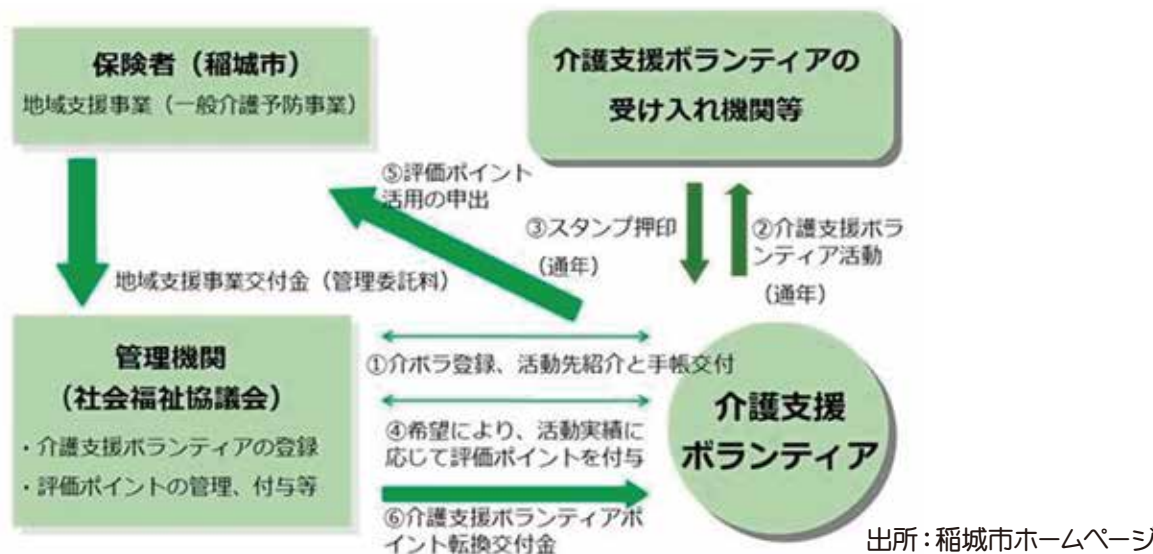 保険者（稲城市）
地域支援事業（一般介護予防事業）
介護支援ボランティアの
受け入れ機関等
⑤評価ポイント
活用の申出
③スタンプ押印
（通年）
②介護支援ボラ
ンティア活動
（通年）
地域支援事業交付金（管理委託料）
管理機関
（社会福祉協議会）
・介護支援ボランティアの登録
・評価ポイントの管理、付与等
①介ボラ登録、活動先紹介と手帳交付
④希望により、活動実績に
応じて評価ポイントを付与
⑥介護支援ボランティアポ
イント転換交付金
介護支援
ボランティア
出所：稲城市ホームページ